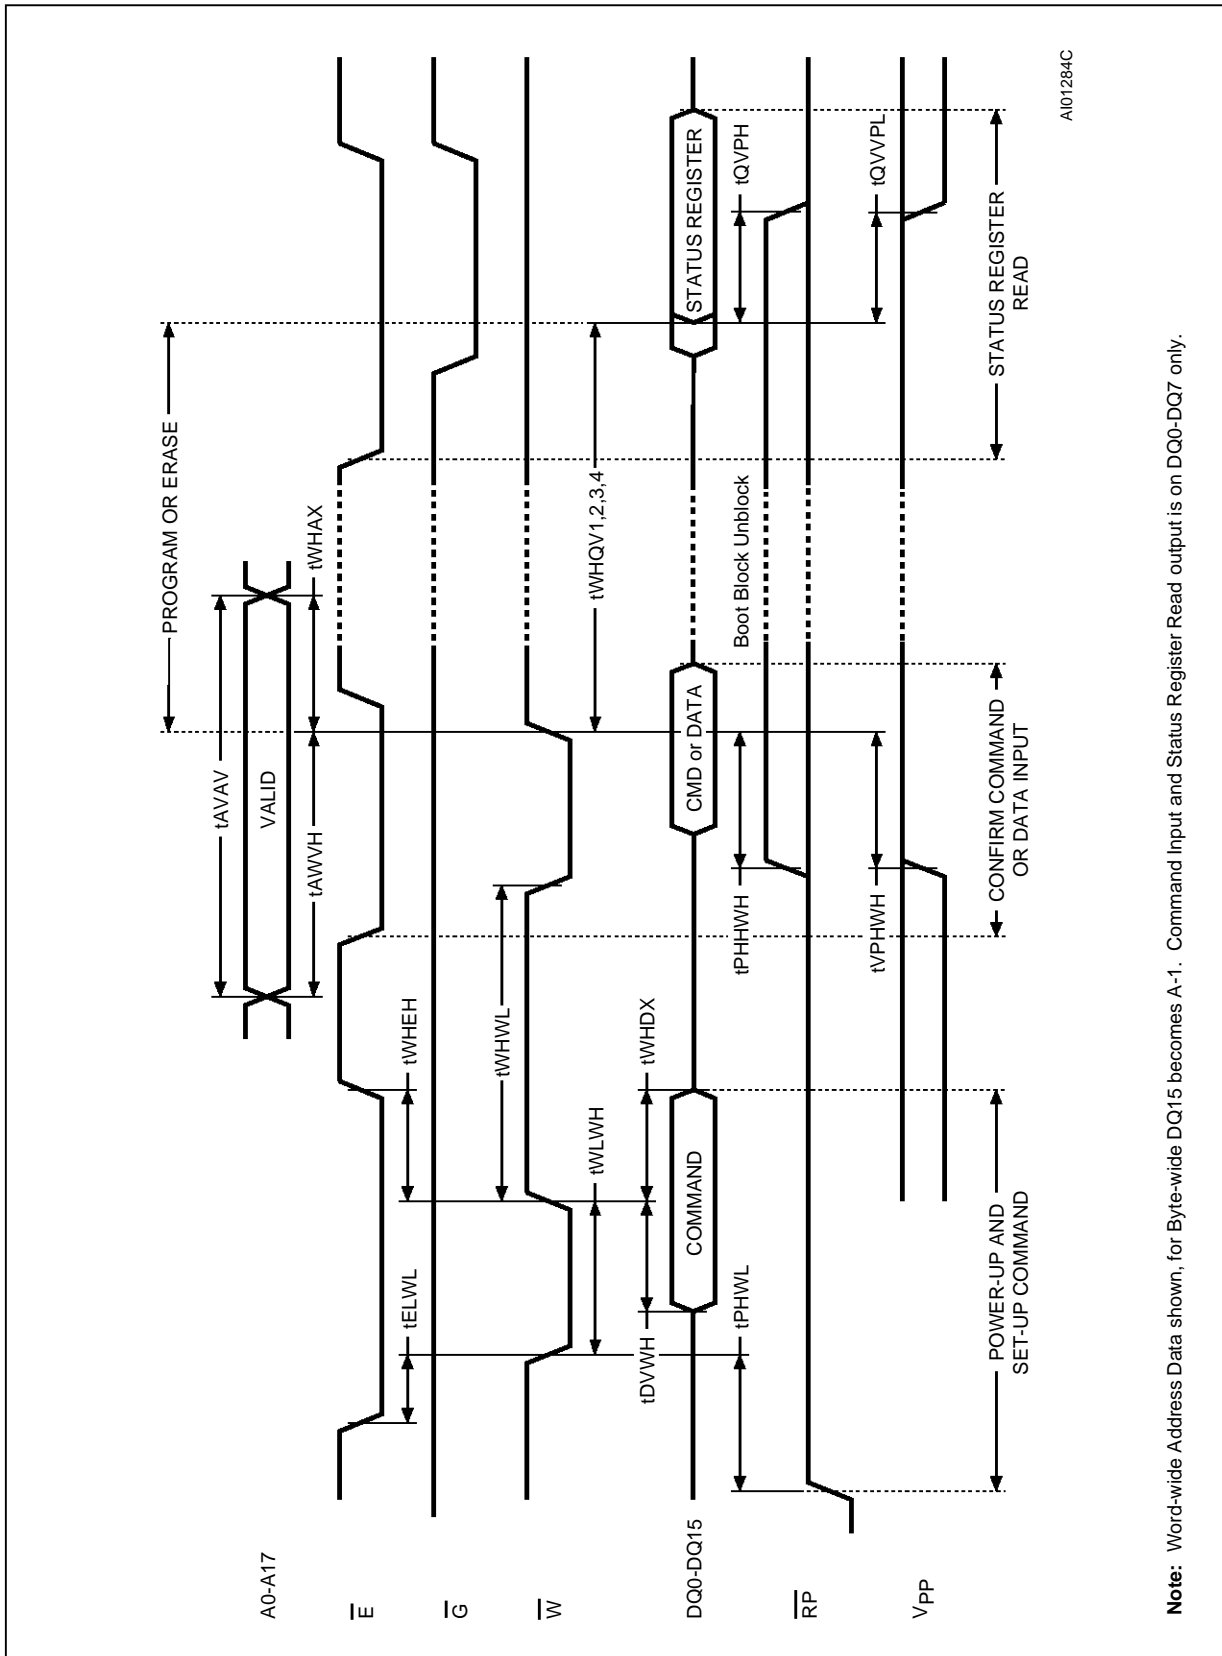 AI01284C
PROGRAM OR ERASE
tAVAV
VALID
tAWVH
tWHAX
A0-A17
E
tELWL
tWHEH
G
tWHWL
W
tWLWH
tWHQV1,2,3,4
tDVWH
tWHDX
DQ0-DQ15
COMMAND
CMD or DATA
STATUS REGISTER
tPHWL
tPHHWH
Boot Block Unblock
tQVPH
RP
tVPHWH
tQVVPL
VPP
POWER-UP AND
SET-UP COMMAND
CONFIRM COMMAND
OR DATA INPUT
STATUS REGISTER
READ
Note: Word-wide Address Data shown, for Byte-wide DQ15 becomes A-1. Command Input and Status Register Read output is on DQ0-DQ7 only.